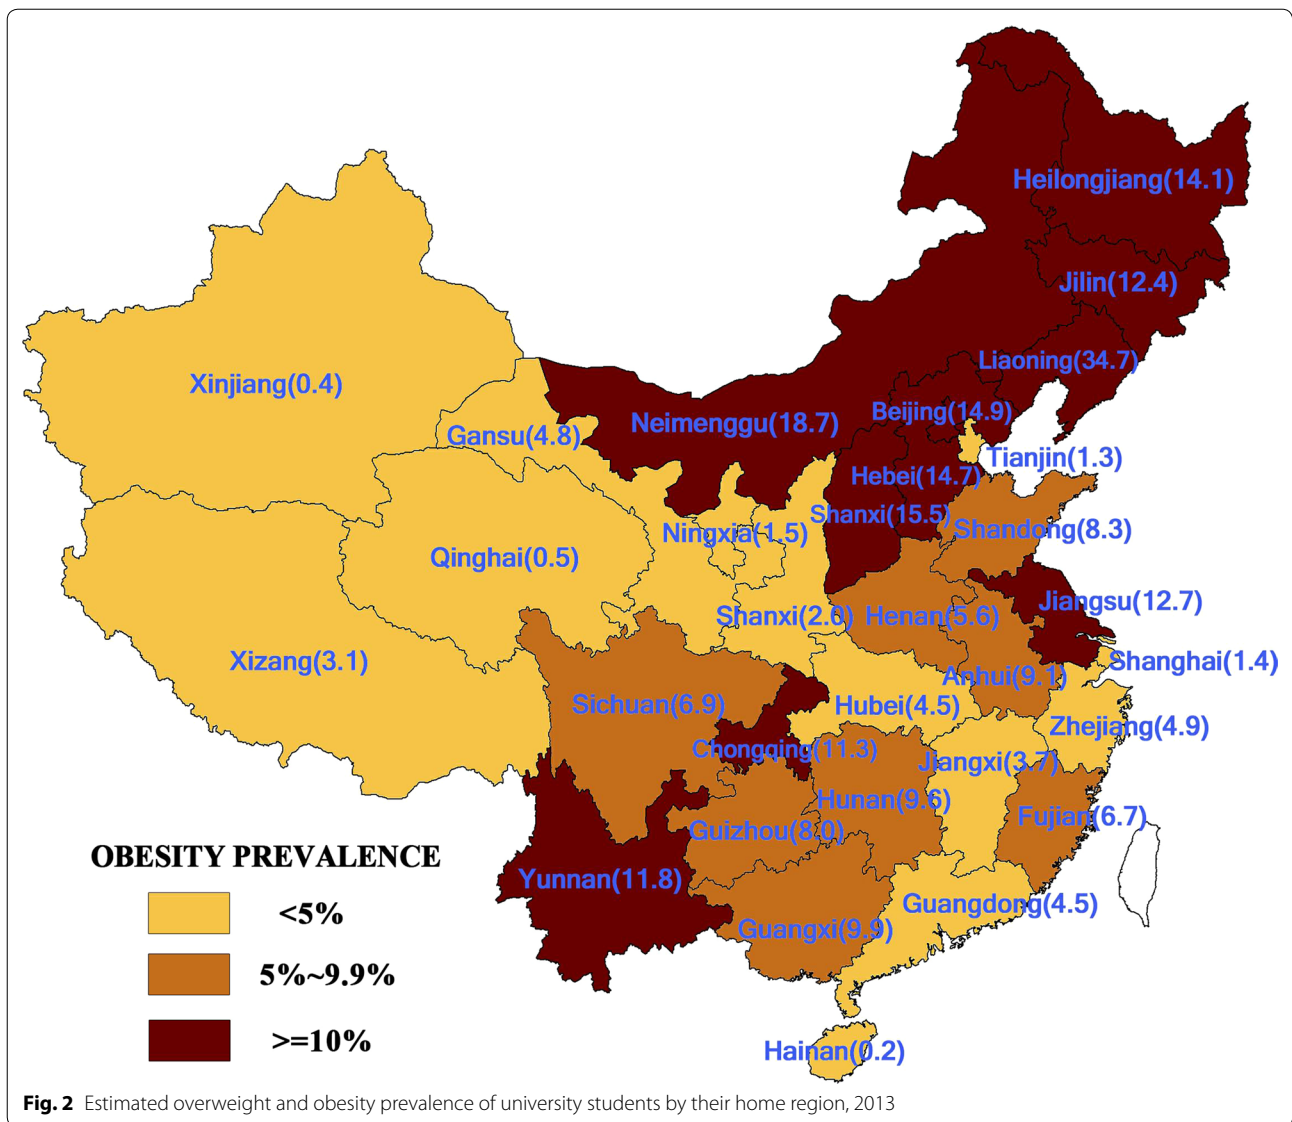 Heilongjiang(14.1)
Jilin(12.4)
Liaoning(34.7)
Xinjiang(0.4)
Beijing(14.9)
Neimenggu(18.7)
Gansu(4.8)
Tianjin(1.3)
Hebei(14.7)
Shanxi(15.5)
Shandong(8.3)
Ningxia(1.5)
Qinghai(0.5)
Jiangsu(12.7)
Shanxi(2.0)
Henan(5.6)
Xizang(3.1)
Shanghai(1.4)
Anhui(9.1)
Sichuan(6.9)
Hubei(4.5)
Zhejiang(4.9)
Chongqing(11.3)
Jiangxi(3.7)
Hunan(9.6)
Fujian(6.7)
Guizhou(8.0)
Yunnan(11.8)
Guangdong(4.5)
Guangxi(9.9)
Hainan(0.2)
OBESITY PREVALENCE
<5%
5%~9.9%
>=10%
Fig. 2 Estimated overweight and obesity prevalence of university students by their home region, 2013